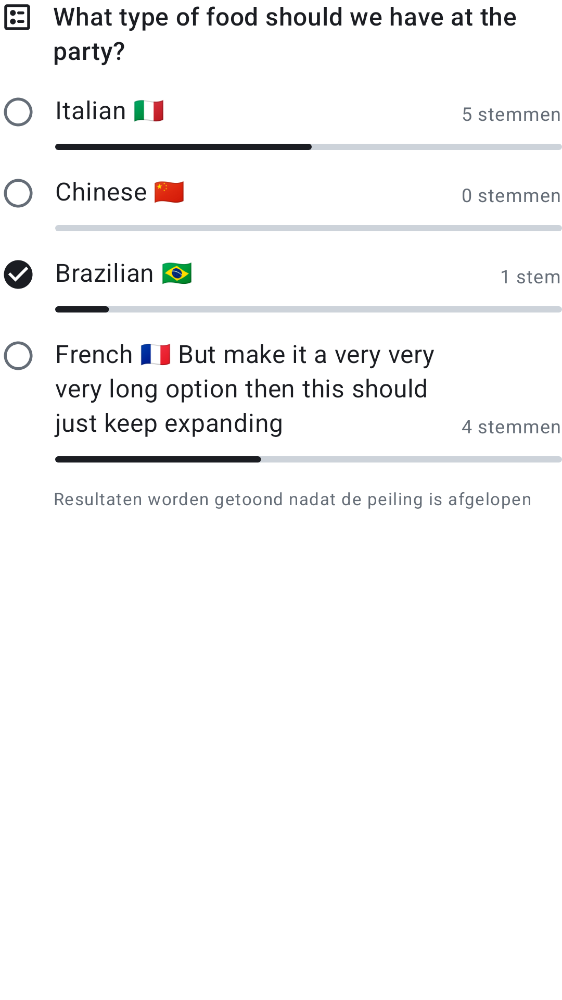 What type of food should we have at the
party?
Italian 🇮🇹
5 stemmen
Chinese 🇨🇳
0 stemmen
Brazilian 🇧🇷
1 stem
French 🇫🇷 But make it a very very
very long option then this should
just keep expanding
4 stemmen
Resultaten worden getoond nadat de peiling is afgelopen